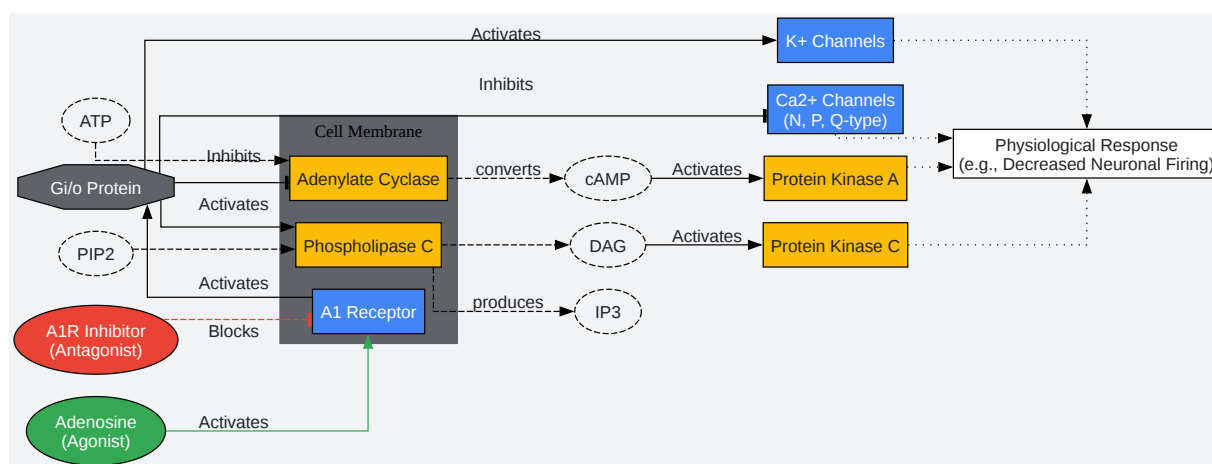 Activates
K+ Channels
Inhibits
Ca2+ Channels
(N, P, Q-type)
ATP
Cell Membrane
Physiological Response
(e.g., Decreased Neuronal Firing)
Inhibits
Gi/o Protein
Adenylate Cyclase
converts
cAMP
Activates
Protein Kinase A
Activates
PIP2
Phospholipase C
DAG
Activates
Protein Kinase C
Activates
A1 Receptor
produces
IP3
A1R Inhibitor
(Antagonist)
Blocks
Adenosine
(Agonist)
Activates